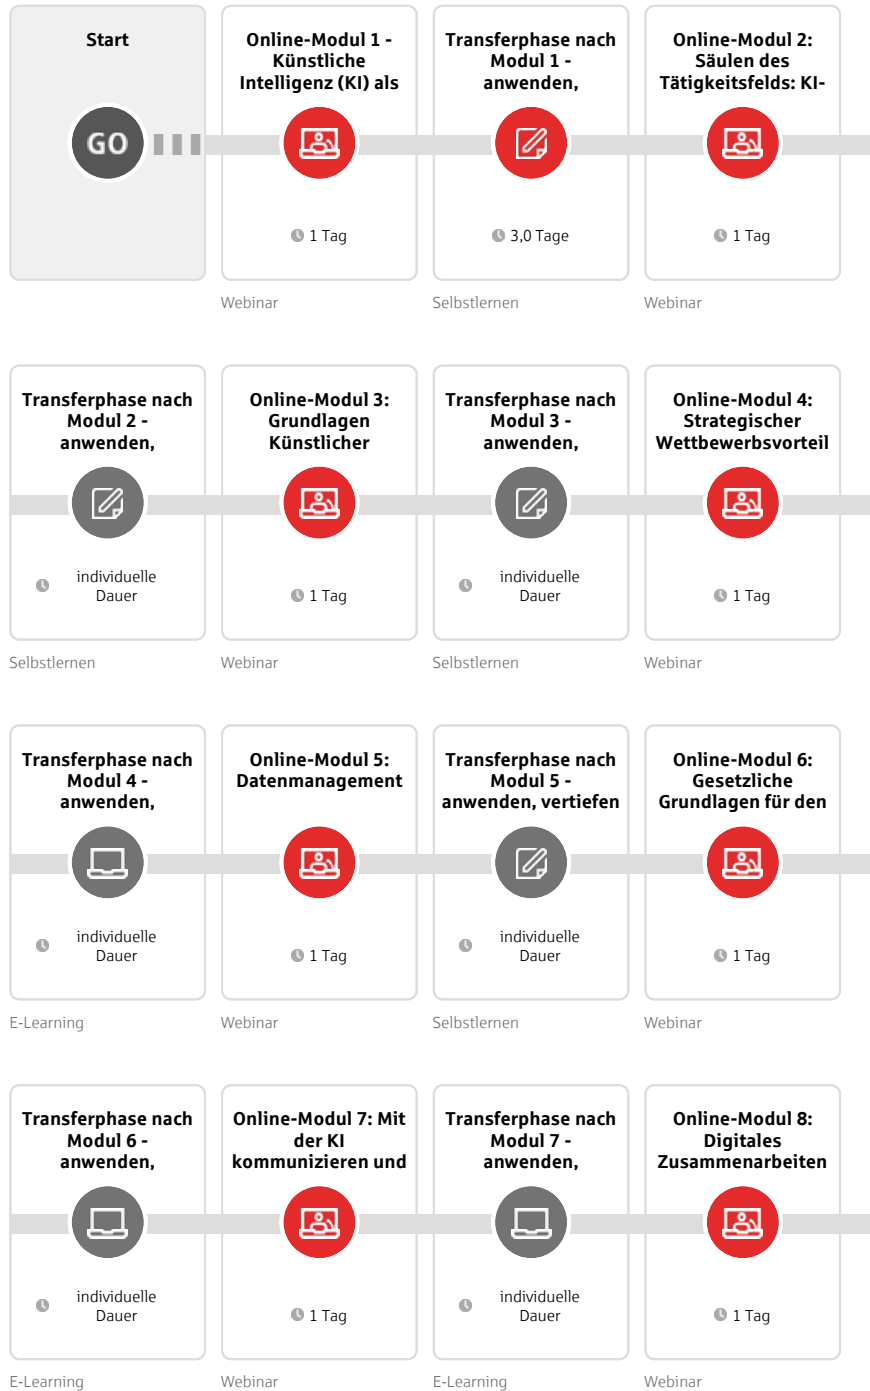 Start
GO
Online-Modul 1 -
Künstliche
Intelligenz (KI) als
1 Tag
Webinar
Transferphase nach
Modul 1 -
anwenden,
3,0 Tage
Selbstlernen
Online-Modul 2:
Säulen des
Tätigkeitsfelds: KI-
1 Tag
Webinar
Transferphase nach
Modul 2 -
anwenden,
individuelle
Dauer
Selbstlernen
Online-Modul 3:
Grundlagen
Künstlicher
1 Tag
Webinar
Transferphase nach
Modul 3 -
anwenden,
individuelle
Dauer
Selbstlernen
Online-Modul 4:
Strategischer
Wettbewerbsvorteil
1 Tag
Webinar
Transferphase nach
Modul 4 -
anwenden,
individuelle
Dauer
E-Learning
Online-Modul 5:
Datenmanagement
1 Tag
Webinar
Transferphase nach
Modul 5 -
anwenden, vertiefen
individuelle
Dauer
Selbstlernen
Online-Modul 6:
Gesetzliche
Grundlagen für den
1 Tag
Webinar
Transferphase nach
Modul 6 -
anwenden,
individuelle
Dauer
E-Learning
Online-Modul 7: Mit
der KI
kommunizieren und
1 Tag
Webinar
Transferphase nach
Modul 7 -
anwenden,
individuelle
Dauer
E-Learning
Online-Modul 8:
Digitales
Zusammenarbeiten
1 Tag
Webinar